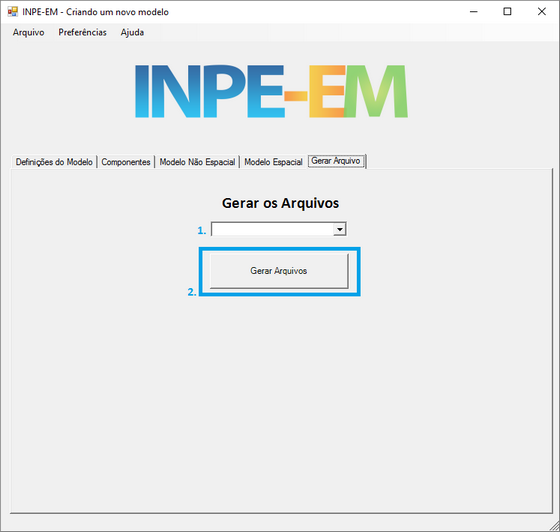 INPE-EM - Criando um novo modelo
Arquivo Preferências Ajuda
INPE-EM
Definições do Modelo Componentes Modelo Não Espacial Modelo Espacial Gerar Arquivo
Gerar os Arquivos
1.
Gerar Arquivos
2.